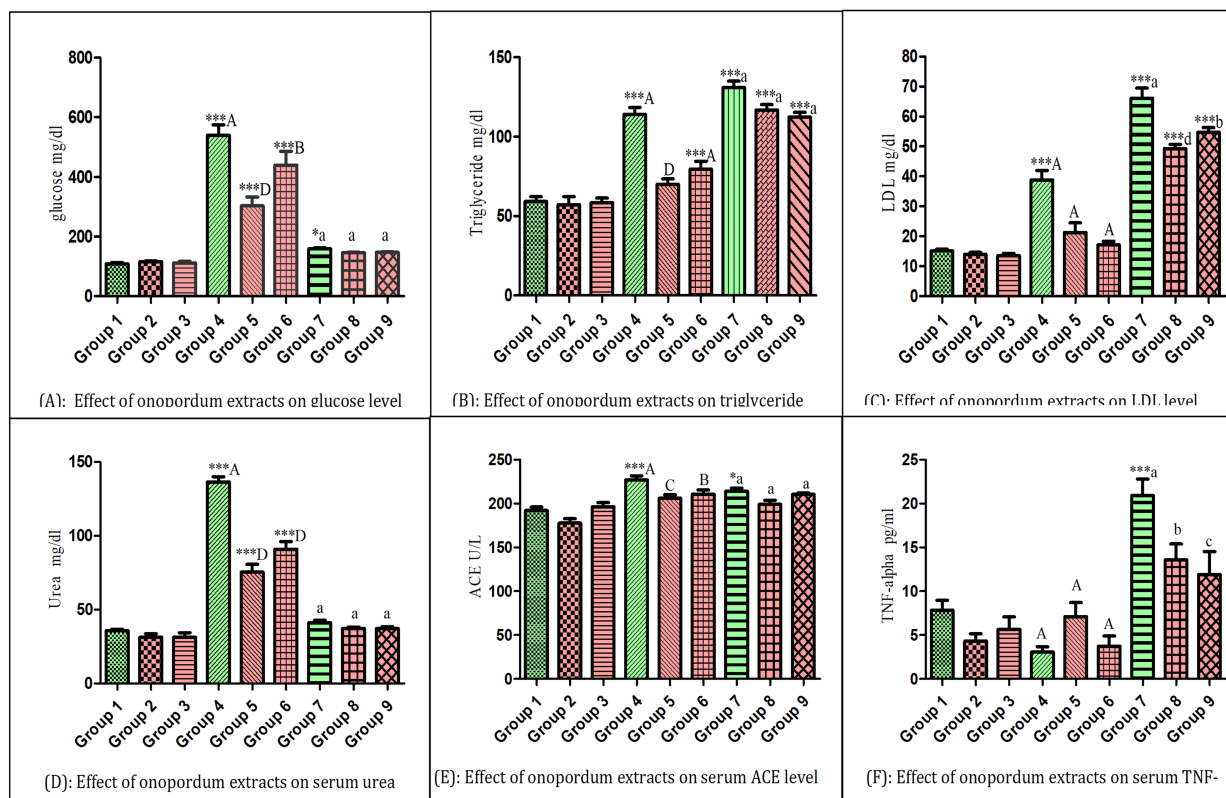 800
600
400
200
0
glucose mg/dl
***A
***D
***B
*a
a
a
Group 1
Group 2
Group 3
Group 4
Group 5
Group 6
Group 7
Group 8
Group 9
(A): Effect of onopordum extracts on glucose level
150
100
50
0
Triglyceride mg/dl
***A
D
***A
***a
***a
***a
Group 1
Group 2
Group 3
Group 4
Group 5
Group 6
Group 7
Group 8
Group 9
(B): Effect of onopordum extracts on triglyceride
80
70
60
50
40
30
20
10
0
LDL mg/dl
***A
A
A
***a
***d
***b
Group 1
Group 2
Group 3
Group 4
Group 5
Group 6
Group 7
Group 8
Group 9
(C): Effect of onopordum extracts on LDL level
150
100
50
0
Urea mg/dl
***A
***D
***D
a
a
a
Group 1
Group 2
Group 3
Group 4
Group 5
Group 6
Group 7
Group 8
Group 9
(D): Effect of onopordum extracts on serum urea
250
200
150
100
50
0
ACE U/L
***A
C
B
*a
a
a
Group 1
Group 2
Group 3
Group 4
Group 5
Group 6
Group 7
Group 8
Group 9
(E): Effect of onopordum extracts on serum ACE level
25
20
15
10
5
0
TNF-alpha pg/ml
A
A
A
***a
b
c
Group 1
Group 2
Group 3
Group 4
Group 5
Group 6
Group 7
Group 8
Group 9
(F): Effect of onopordum extracts on serum TNF-